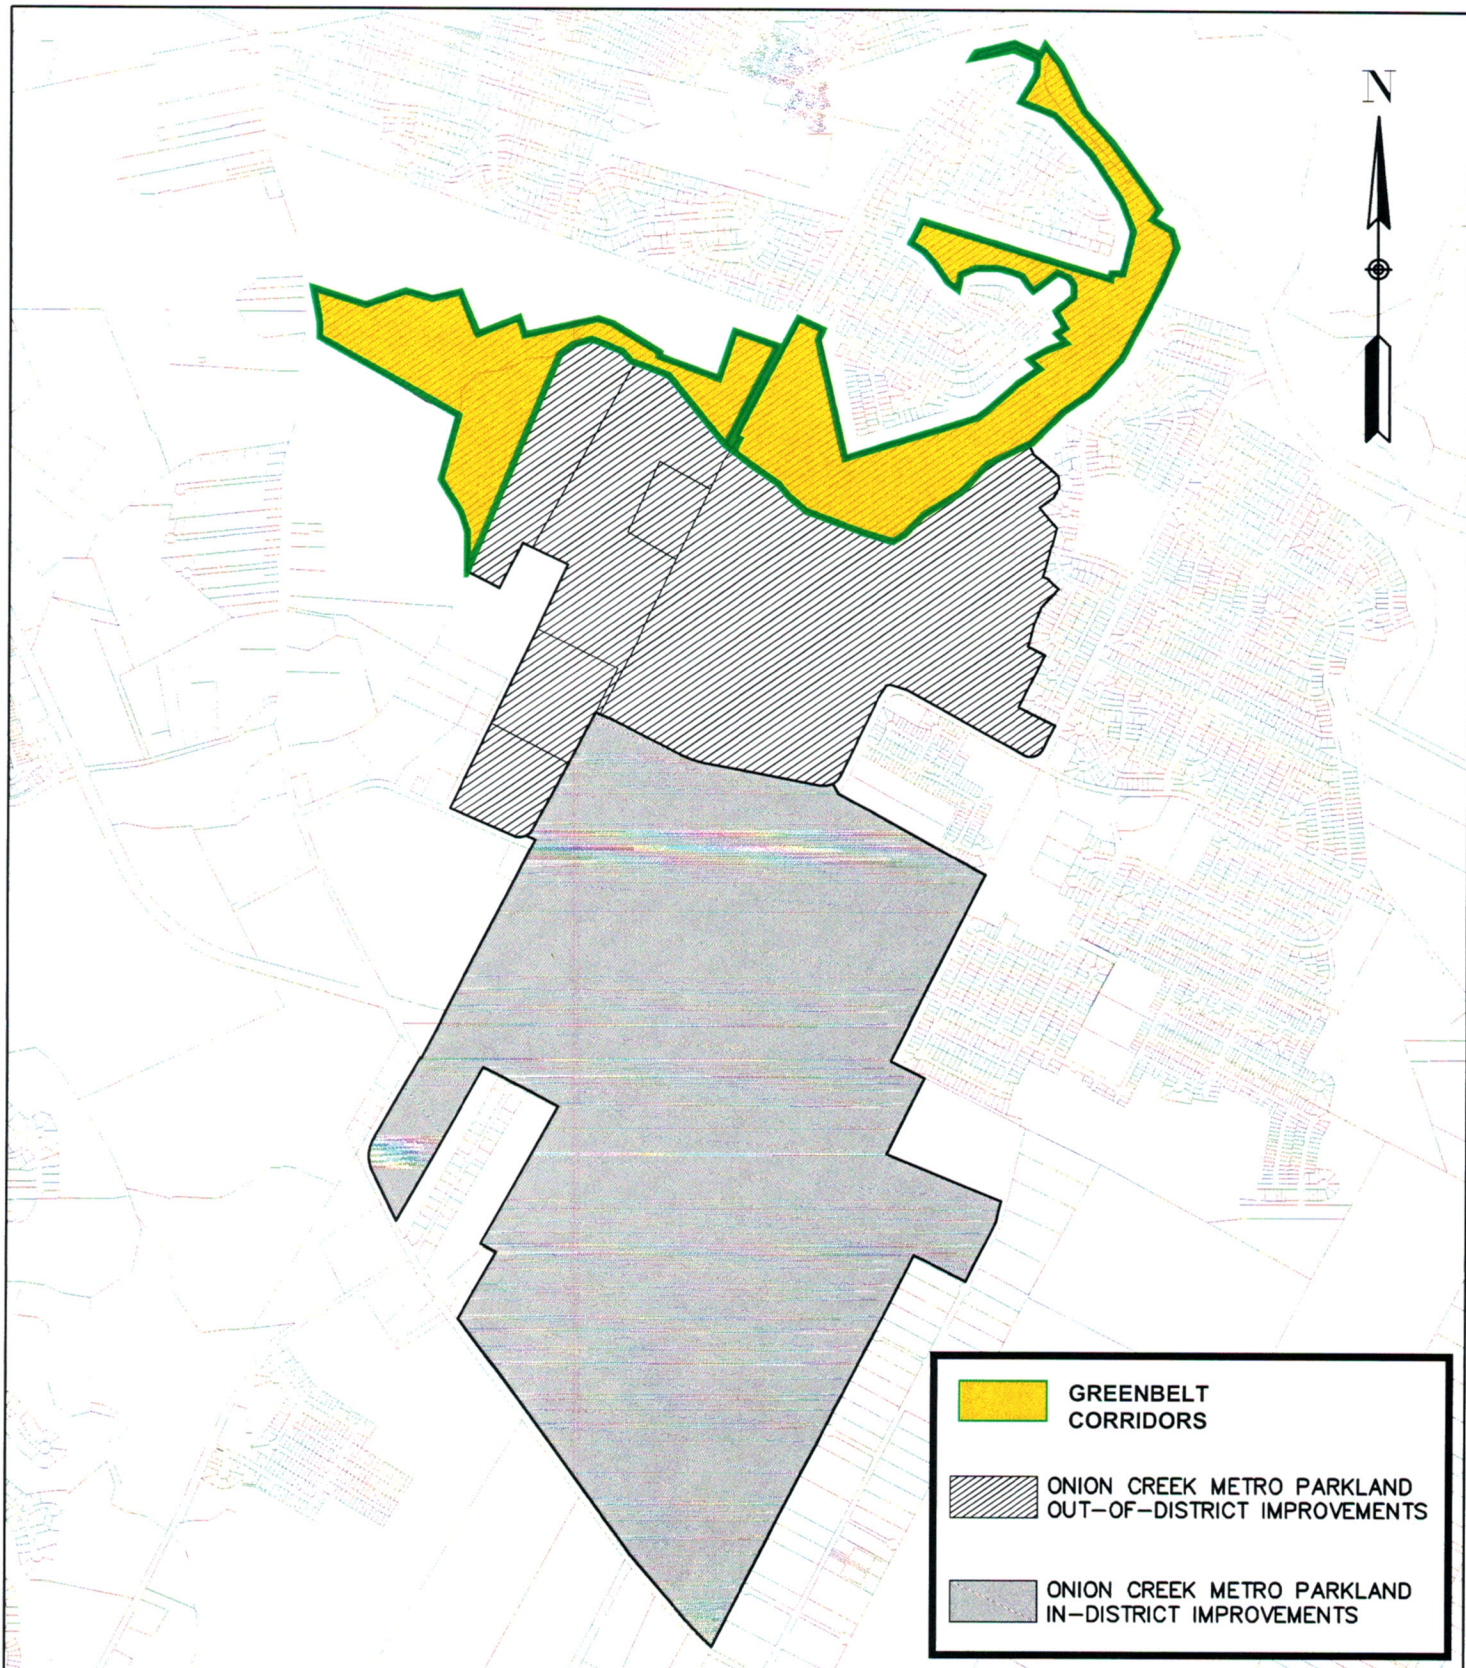 N
GREENBELT
CORRIDORS
ONION CREEK METRO PARKLAND
OUT-OF-DISTRICT IMPROVEMENTS
ONION CREEK METRO PARKLAND
IN-DISTRICT IMPROVEMENTS